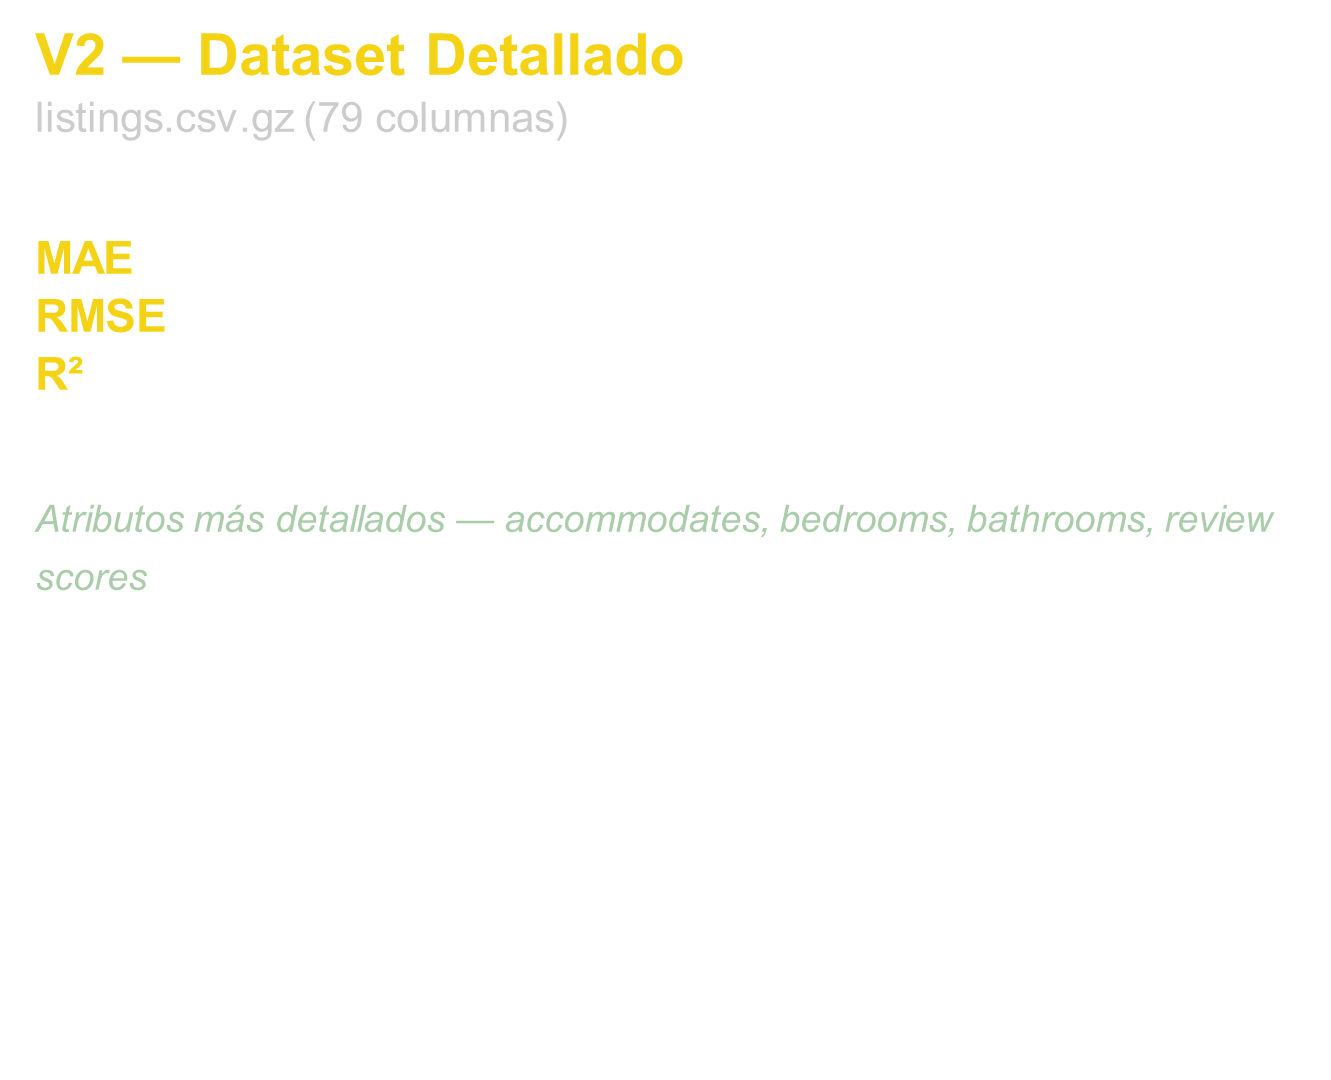 V2 — Dataset Detallado
listings.csv.gz (79 columnas)
MAE
RMSE
R²
Atributos más detallados — accommodates, bedrooms, bathrooms, review
scores